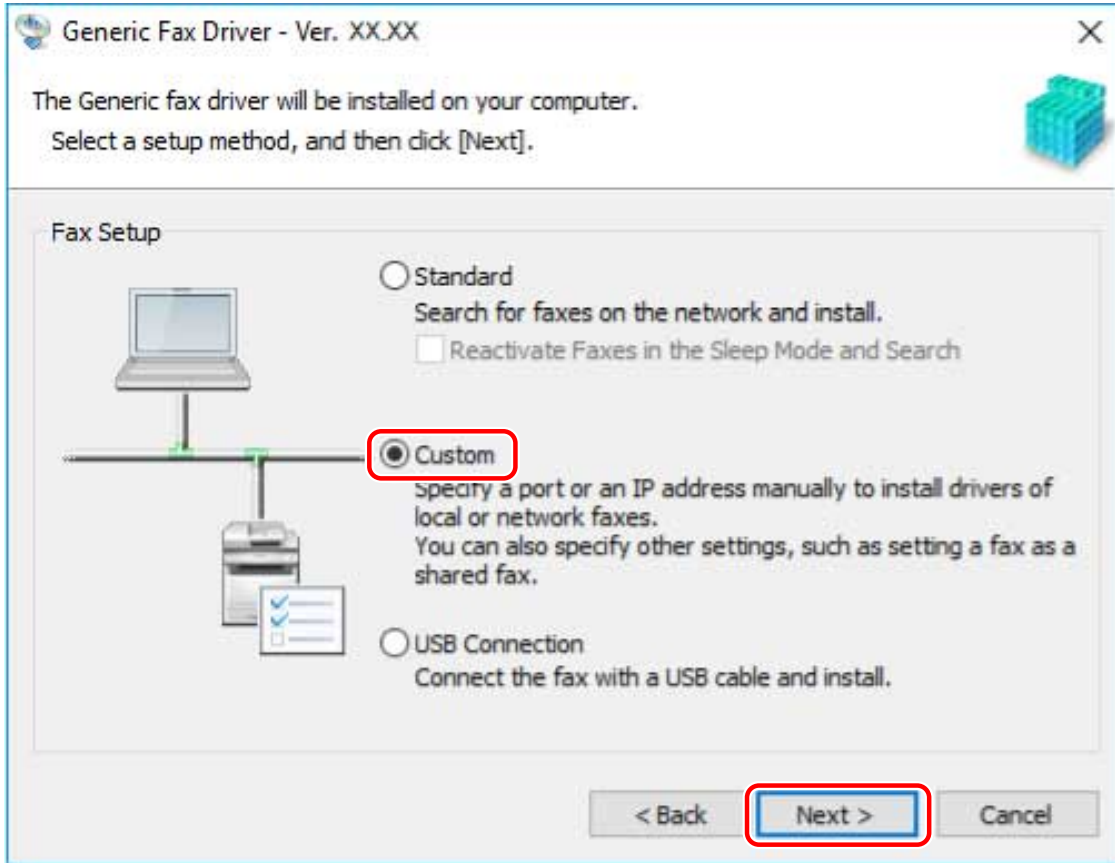 Generic Fax Driver - Ver. XX.XX
The Generic fax driver will be installed on your computer.
Select a setup method, and then click [Next].
Fax Setup
Standard
Search for faxes on the network and install.
Reactivate Faxes in the Sleep Mode and Search
Custom
Specify a port or an IP address manually to install drivers of
local or network faxes.
You can also specify other settings, such as setting a fax as a
shared fax.
USB Connection
Connect the fax with a USB cable and install.
< Back
Next >
Cancel